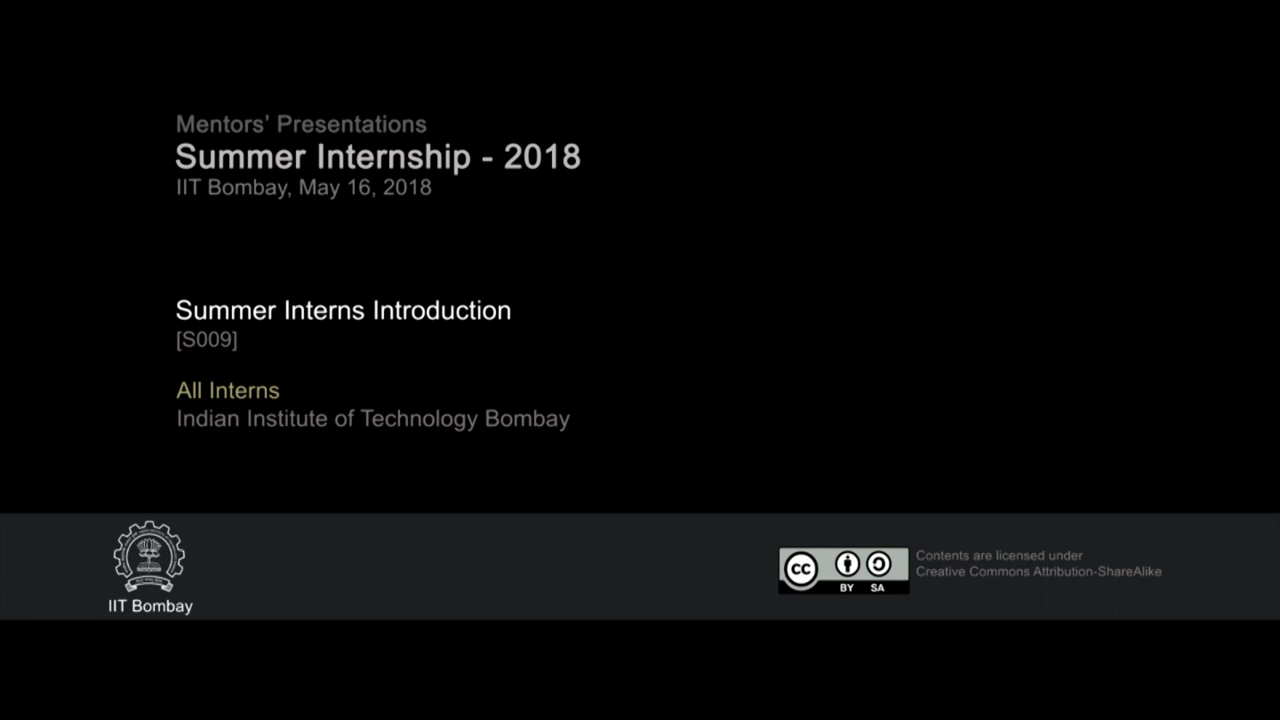 Mentors’ Presentations
Summer Internship - 2018
IIT Bombay, May 16, 2018
Summer Interns Introduction
[S009]
All Interns
Indian Institute of Technology Bombay
IIT Bombay
cc
BY SA
Contents are licensed under
Creative Commons Attribution-ShareAlike